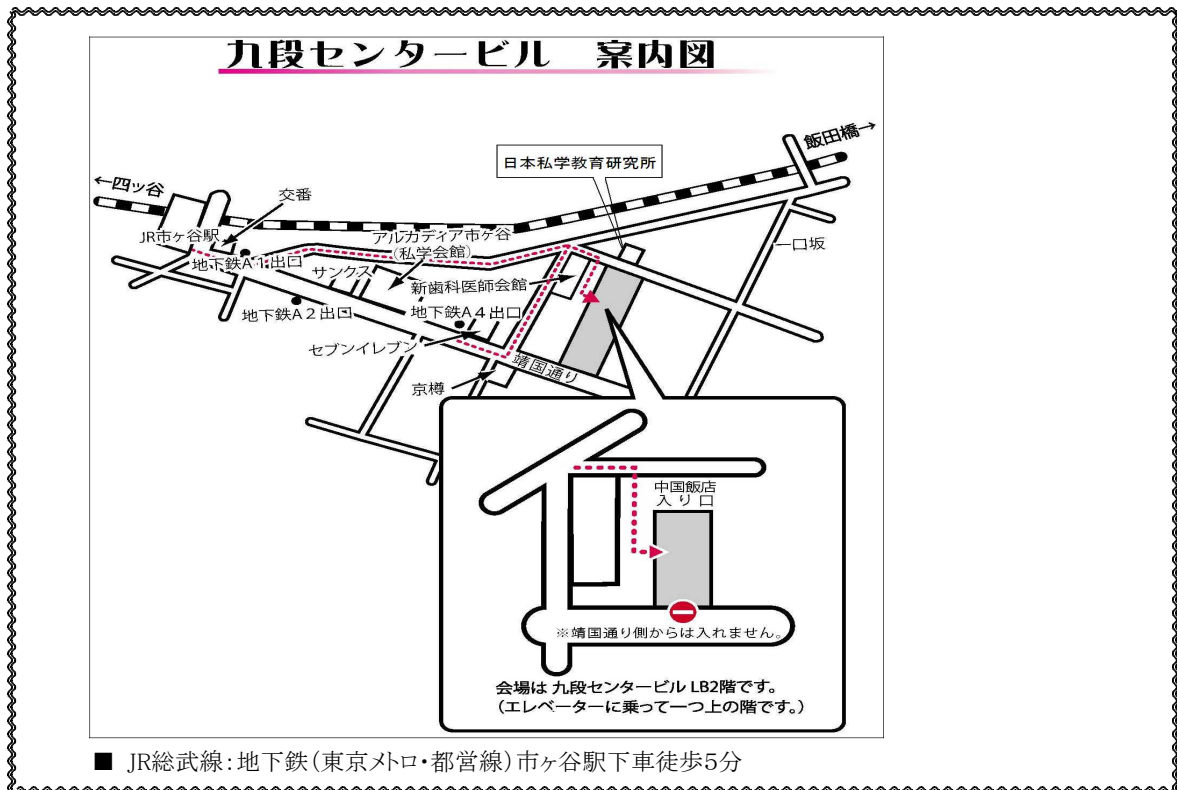 九段センタービル 案内図
飯田橋→
日本私学教育研究所
←四ッ谷
交番
JR市ヶ谷駅
アルカディア市ヶ谷
(私学会館)
一口坂
地下鉄A1出口
サンクス
新歯科医師会館
地下鉄A2出口
地下鉄A4出口
セブンイレブン
靖国通り
京樽
中国飯店
入り口
※靖国通り側からは入れません。
会場は 九段センタービル LB2階です。
(エレベーターに乗って一つ上の階です。)
■ JR総武線:地下鉄(東京メトロ・都営線)市ヶ谷駅下車徒歩5分